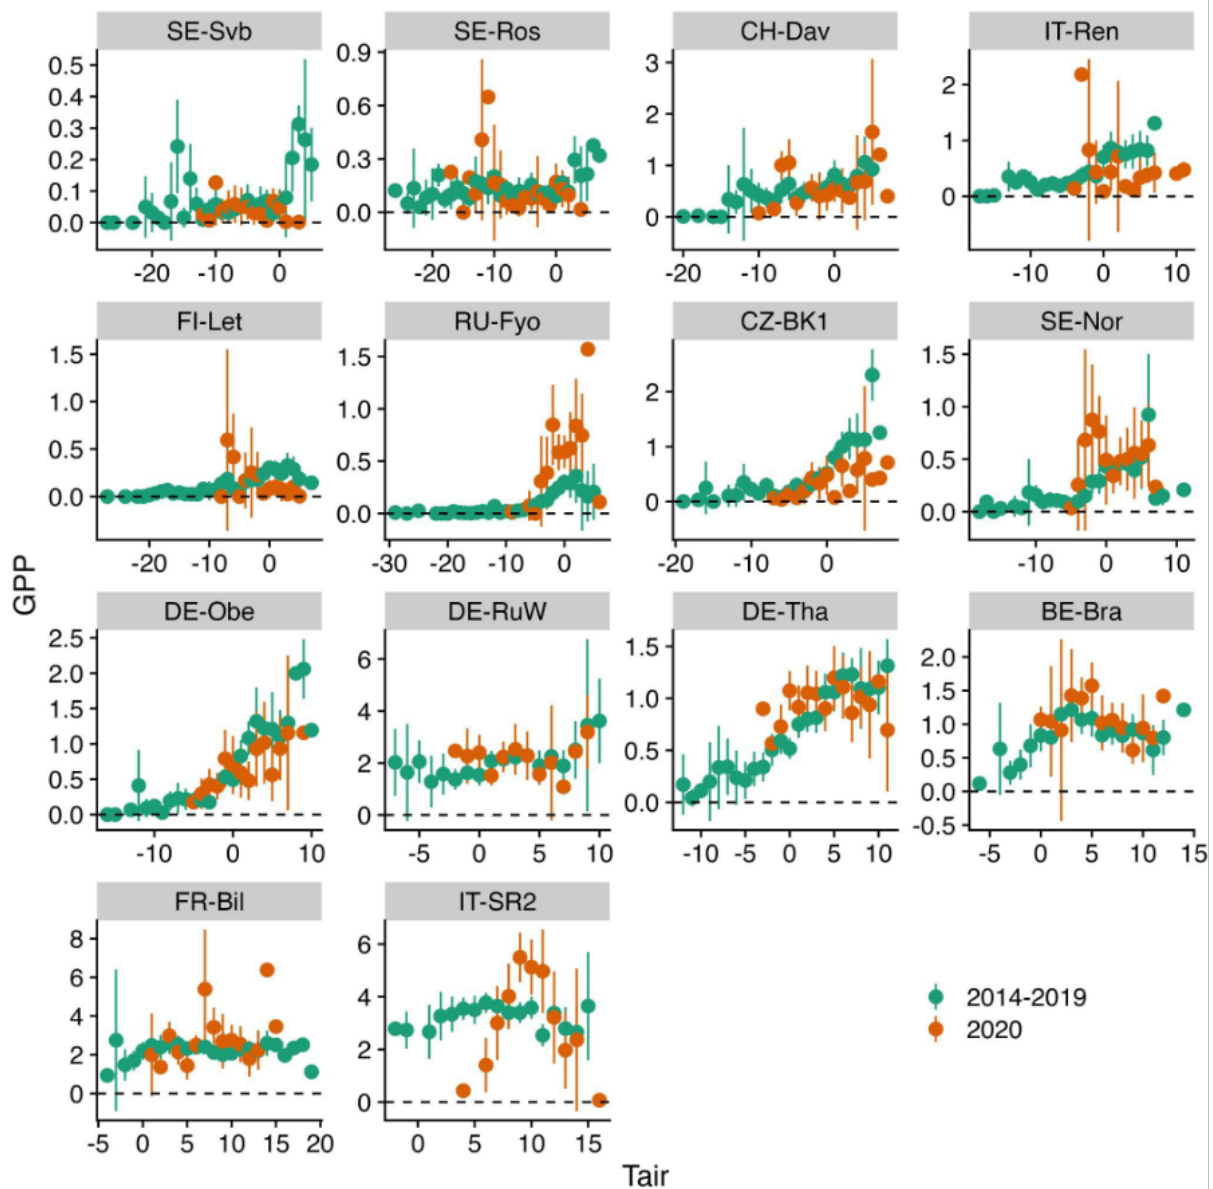 SE-Svb SE-Ros CH-Dav IT-Ren
0.5 0.4 0.3 0.2 0.1 0.0
0.9 0.6 0.3 0.0
3 2 1 0
2 1 0
-20 -10 0
-20 -10 0
-20 -10 0
-10 0 10
FI-Let RU-Fyo CZ-BK1 SE-Nor
1.5 1.0 0.5 0.0
1.5 1.0 0.5 0.0
2 1 0
1.5 1.0 0.5 0.0
-20 -10 0
-30 -20 -10 0
-20 -10 0
-10 0 10
GPP
DE-Obe DE-RuW DE-Tha BE-Bra
2.5 2.0 1.5 1.0 0.5 0.0
6 4 2 0
1.5 1.0 0.5 0.0
2.0 1.5 1.0 0.5 0.0 -0.5
-10 0 10
-5 0 5 10
-10 -5 0 5 10
-5 0 5 10 15
FR-Bil IT-SR2
8 6 4 2 0
6 4 2 0
-5 0 5 10 15 20
0 5 10 15
2014-2019
2020
Tair